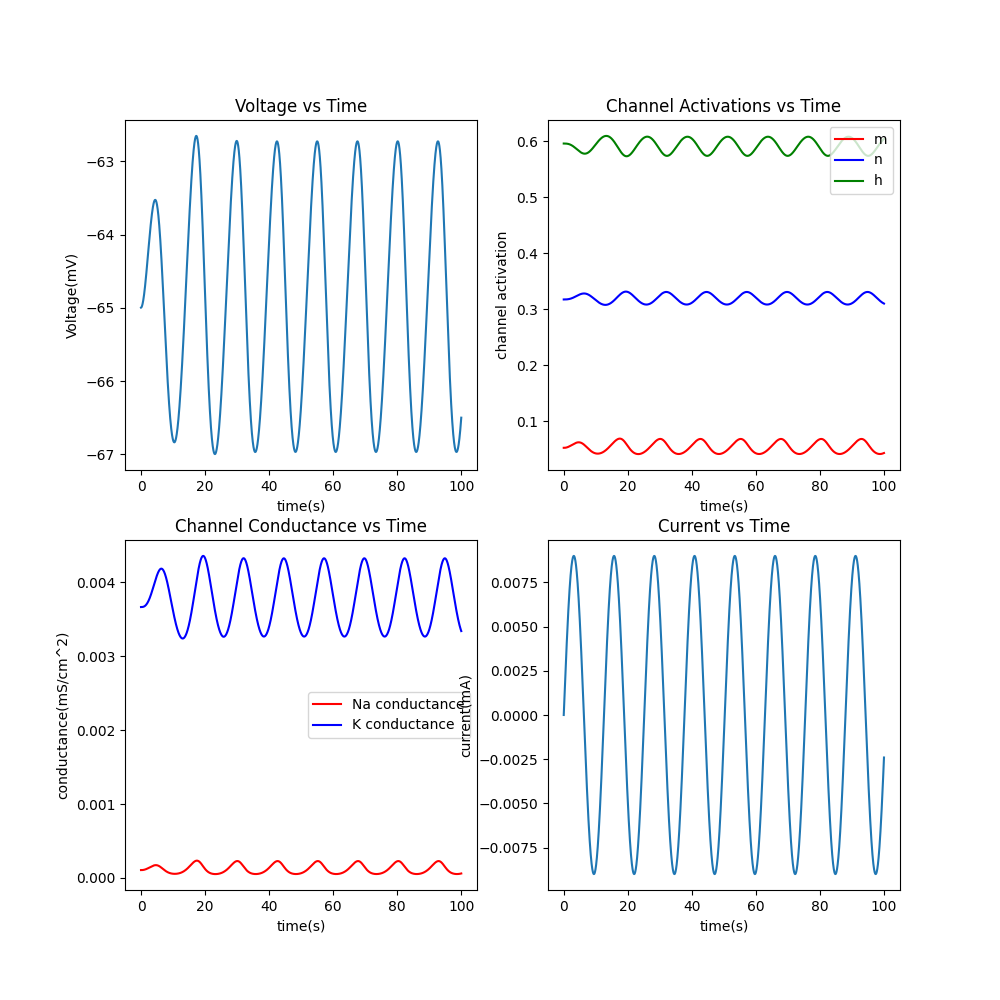 Voltage vs Time
Voltage(mV)
−63
−64
−65
−66
−67
0 20 40 60 80 100
time(s)
Channel Activations vs Time
channel activation
0.6
0.5
0.4
0.3
0.2
0.1
m
n
h
0 20 40 60 80 100
time(s)
Channel Conductance vs Time
conductance(mS/cm^2)
0.004
0.003
0.002
0.001
0.000
Na conductance
K conductance
0 20 40 60 80 100
time(s)
Current vs Time
current(mA)
0.0075
0.0050
0.0025
0.0000
−0.0025
−0.0050
−0.0075
0 20 40 60 80 100
time(s)